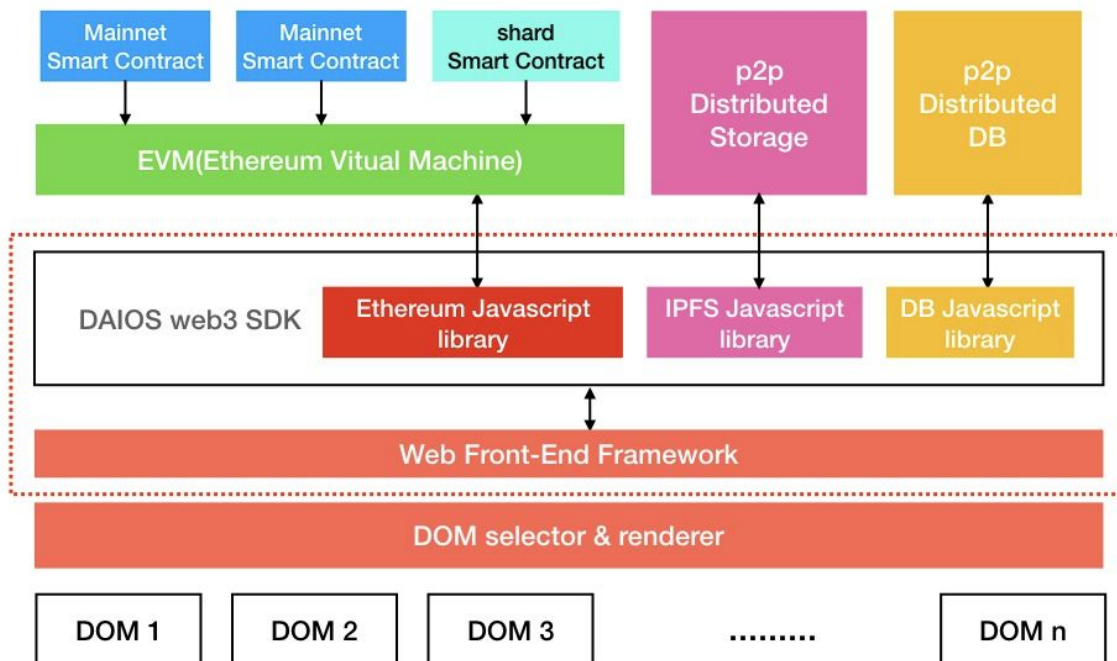 Mainnet
Smart Contract
Mainnet
Smart Contract
shard
Smart Contract
p2p
Distributed
Storage
p2p
Distributed
DB
EVM(Ethereum Vitual Machine)
DAIOS web3 SDK
Ethereum Javascript
library
IPFS Javascript
library
DB Javascript
library
Web Front-End Framework
DOM selector & renderer
DOM 1
DOM 2
DOM 3
.........
DOM n